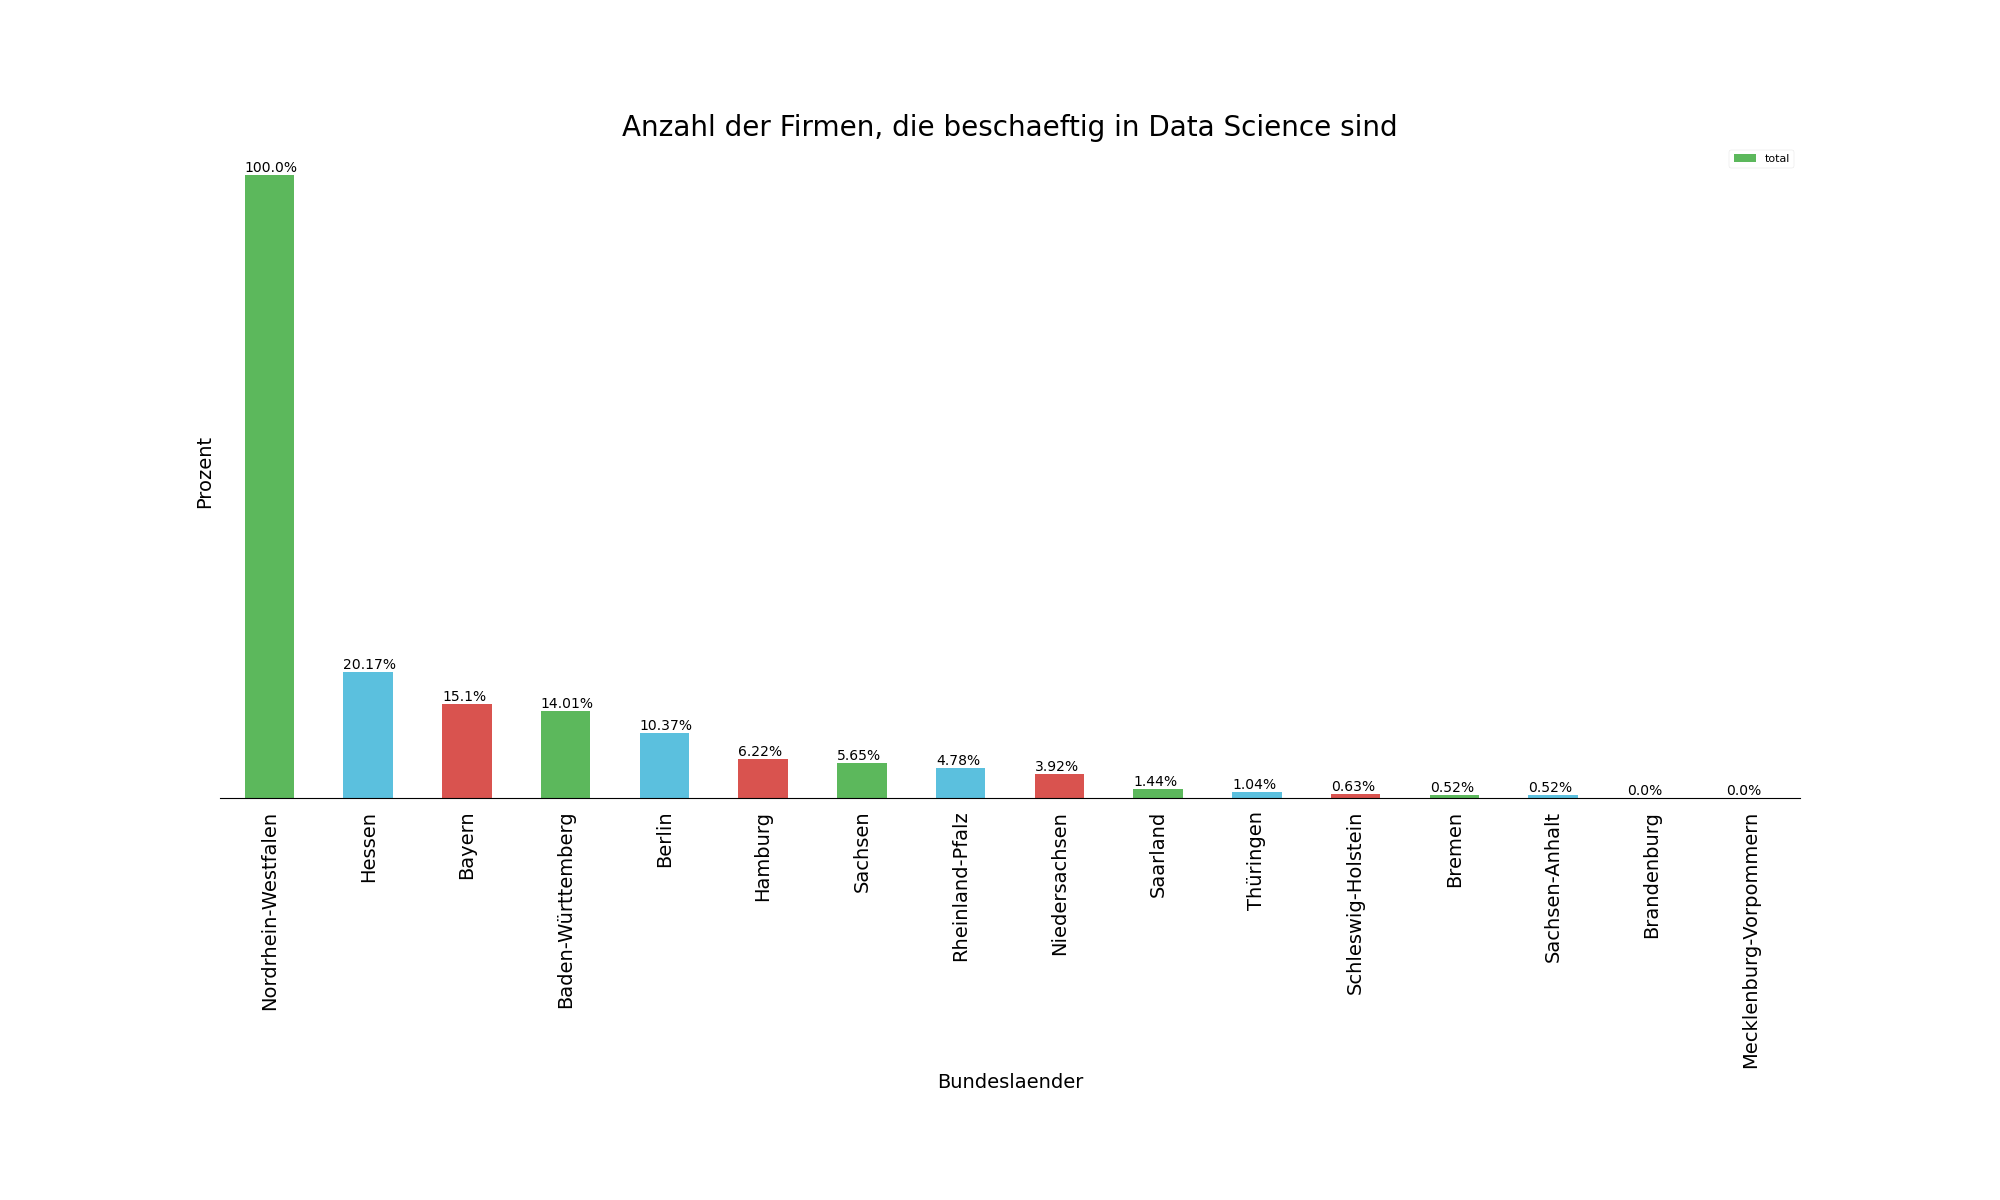 Anzahl der Firmen, die beschaeftig in Data Science sind
total
100.0%
20.17%
15.1%
14.01%
10.37%
6.22%
5.65%
4.78%
3.92%
1.44%
1.04%
0.63%
0.52%
0.52%
0.0%
0.0%
Prozent
Nordrhein-Westfalen
Hessen
Bayern
Baden-Württemberg
Berlin
Hamburg
Sachsen
Rheinland-Pfalz
Niedersachsen
Saarland
Thüringen
Schleswig-Holstein
Bremen
Sachsen-Anhalt
Brandenburg
Mecklenburg-Vorpommern
Bundeslaender